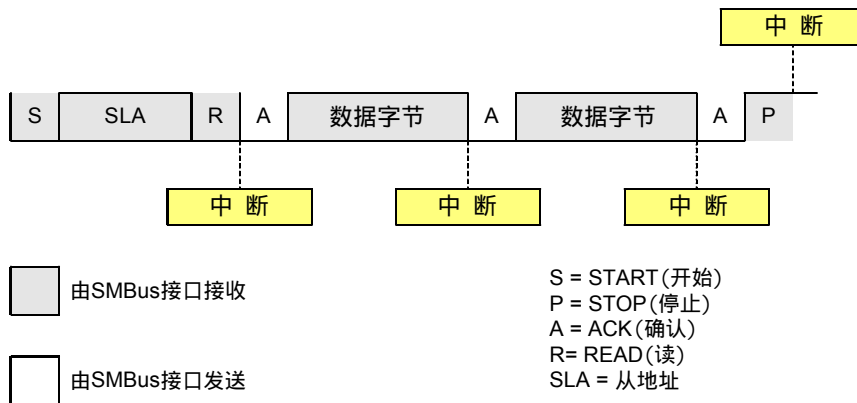 中 断
S SLA R A 数据字节 A 数据字节 A P
中 断 中 断 中 断
由SMBus接口接收
由SMBus接口发送
S = START(开始)
P = STOP(停止)
A = ACK(确认)
R= READ(读)
SLA = 从地址